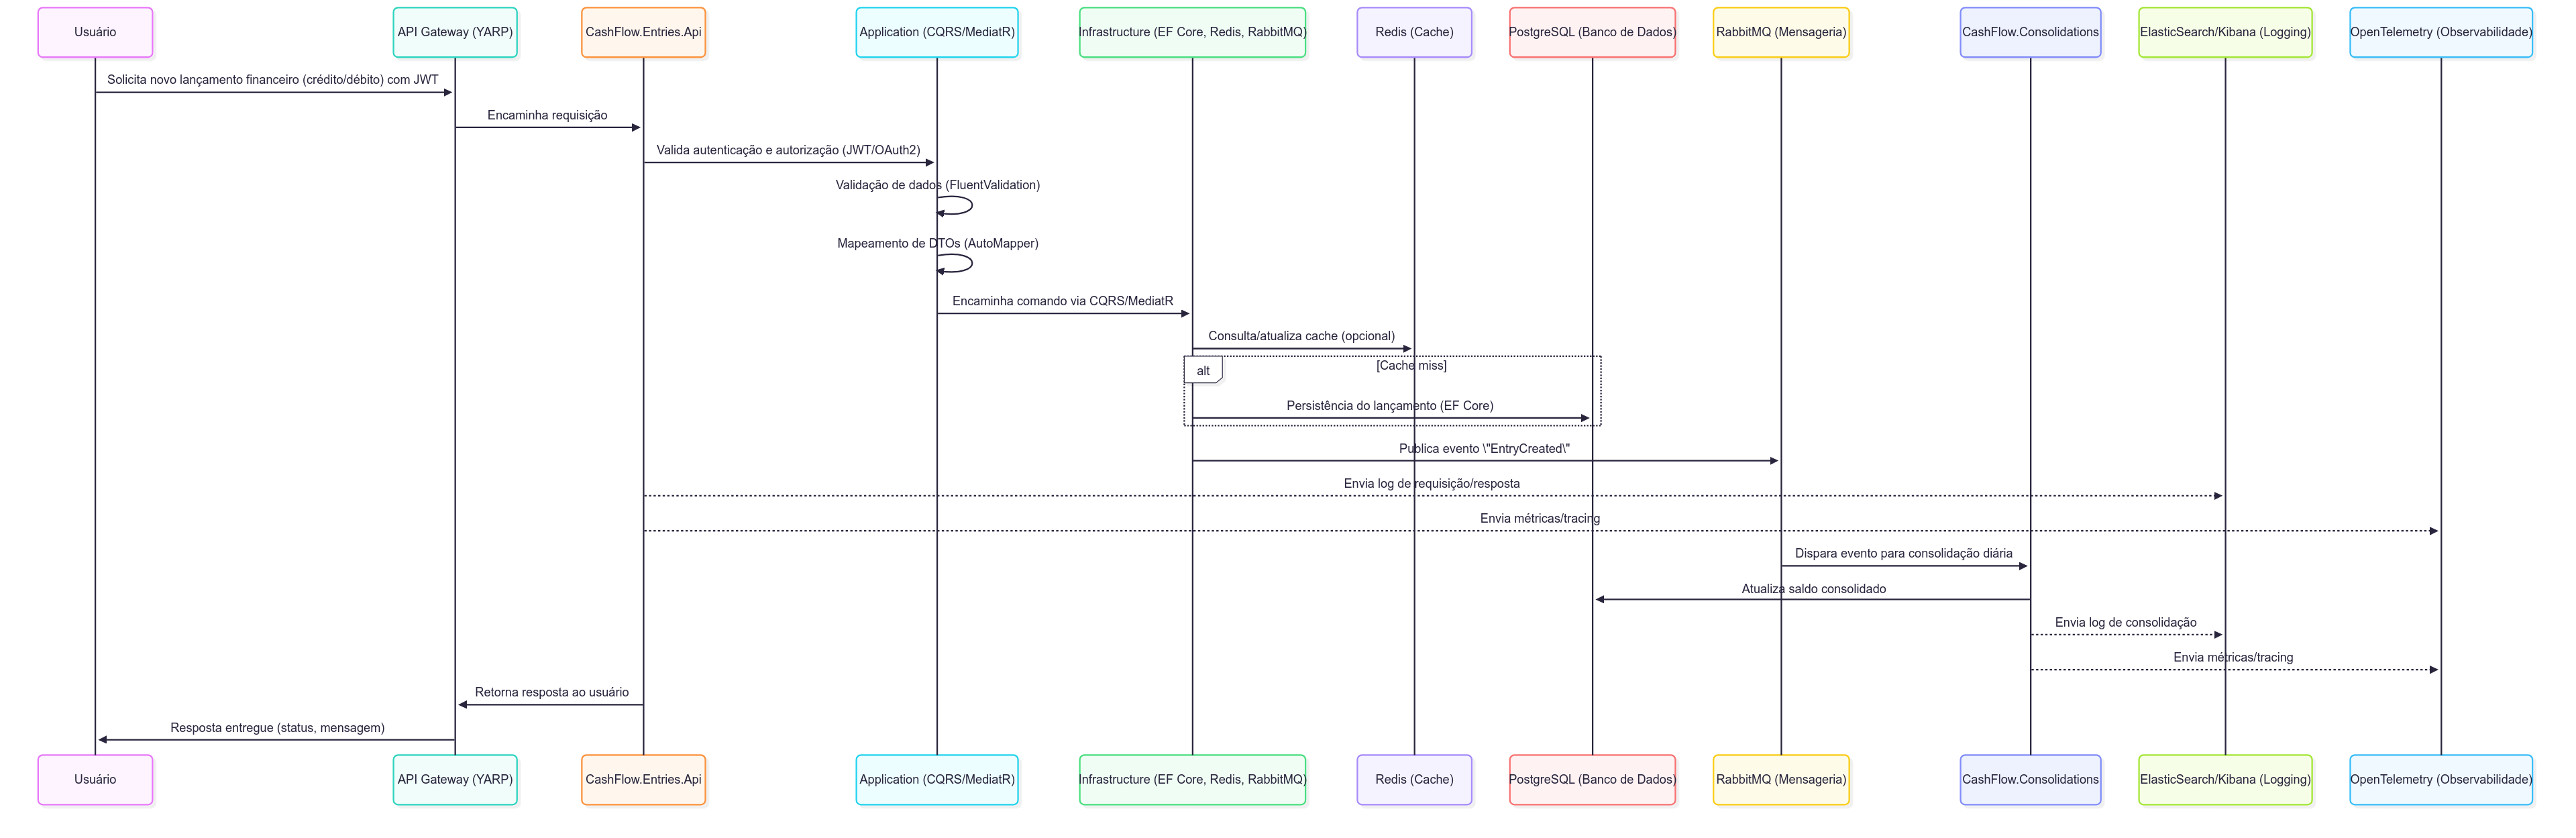 Usuário
API Gateway (YARP)
CashFlow.Entries.Api
Application (CQRS/MediatR)
Infrastructure (EF Core, Redis, RabbitMQ)
Redis (Cache)
PostgreSQL (Banco de Dados)
RabbitMQ (Mensageria)
CashFlow.Consolidations
ElasticSearch/Kibana (Logging)
OpenTelemetry (Observabilidade)
Solicita novo lançamento financeiro (crédito/débito) com JWT
Encaminha requisição
Valida autenticação e autorização (JWT/OAuth2)
Validação de dados (FluentValidation)
Mapeamento de DTOs (AutoMapper)
Encaminha comando via CQRS/MediatR
Consulta/atualiza cache (opcional)
alt
[Cache miss]
Persistência do lançamento (EF Core)
Publica evento \"EntryCreated\"
Envia log de requisição/resposta
Envia métricas/tracing
Dispara evento para consolidação diária
Atualiza saldo consolidado
Envia log de consolidação
Envia métricas/tracing
Retorna resposta ao usuário
Resposta entregue (status, mensagem)
Usuário
API Gateway (YARP)
CashFlow.Entries.Api
Application (CQRS/MediatR)
Infrastructure (EF Core, Redis, RabbitMQ)
Redis (Cache)
PostgreSQL (Banco de Dados)
RabbitMQ (Mensageria)
CashFlow.Consolidations
ElasticSearch/Kibana (Logging)
OpenTelemetry (Observabilidade)